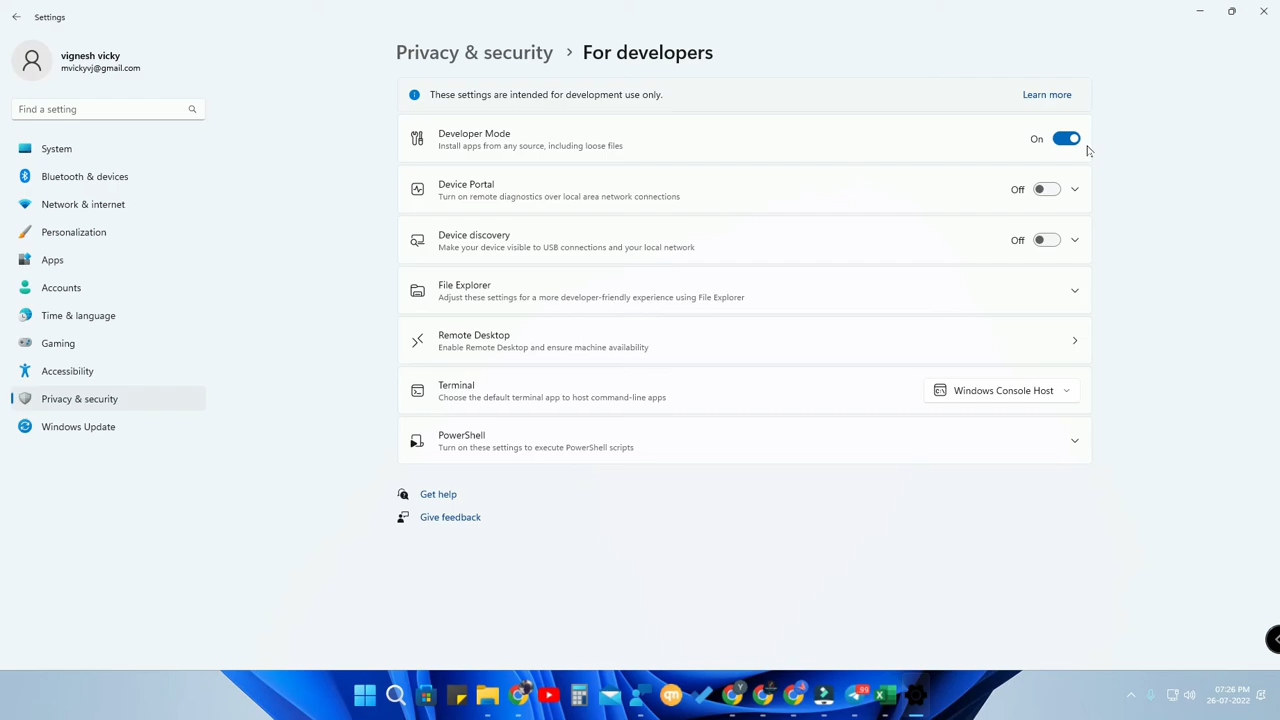 Settings
vignesh vicky
mvickyvj@gmail.com
Find a setting
System
Bluetooth & devices
Network & internet
Personalization
Apps
Accounts
Time & language
Gaming
Accessibility
Privacy & security
Windows Update
Privacy & security > For developers
These settings are intended for development use only. Learn more
Developer Mode
Install apps from any source, including loose files
On
Device Portal
Turn on remote diagnostics over local area network connections
Off
Device discovery
Make your device visible to USB connections and your local network
Off
File Explorer
Adjust these settings for a more developer-friendly experience using File Explorer
Remote Desktop
Enable Remote Desktop and ensure machine availability
Terminal
Choose the default terminal app to host command-line apps
Windows Console Host
PowerShell
Turn on these settings to execute PowerShell scripts
Get help
Give feedback
99
07:26 PM
26-07-2022